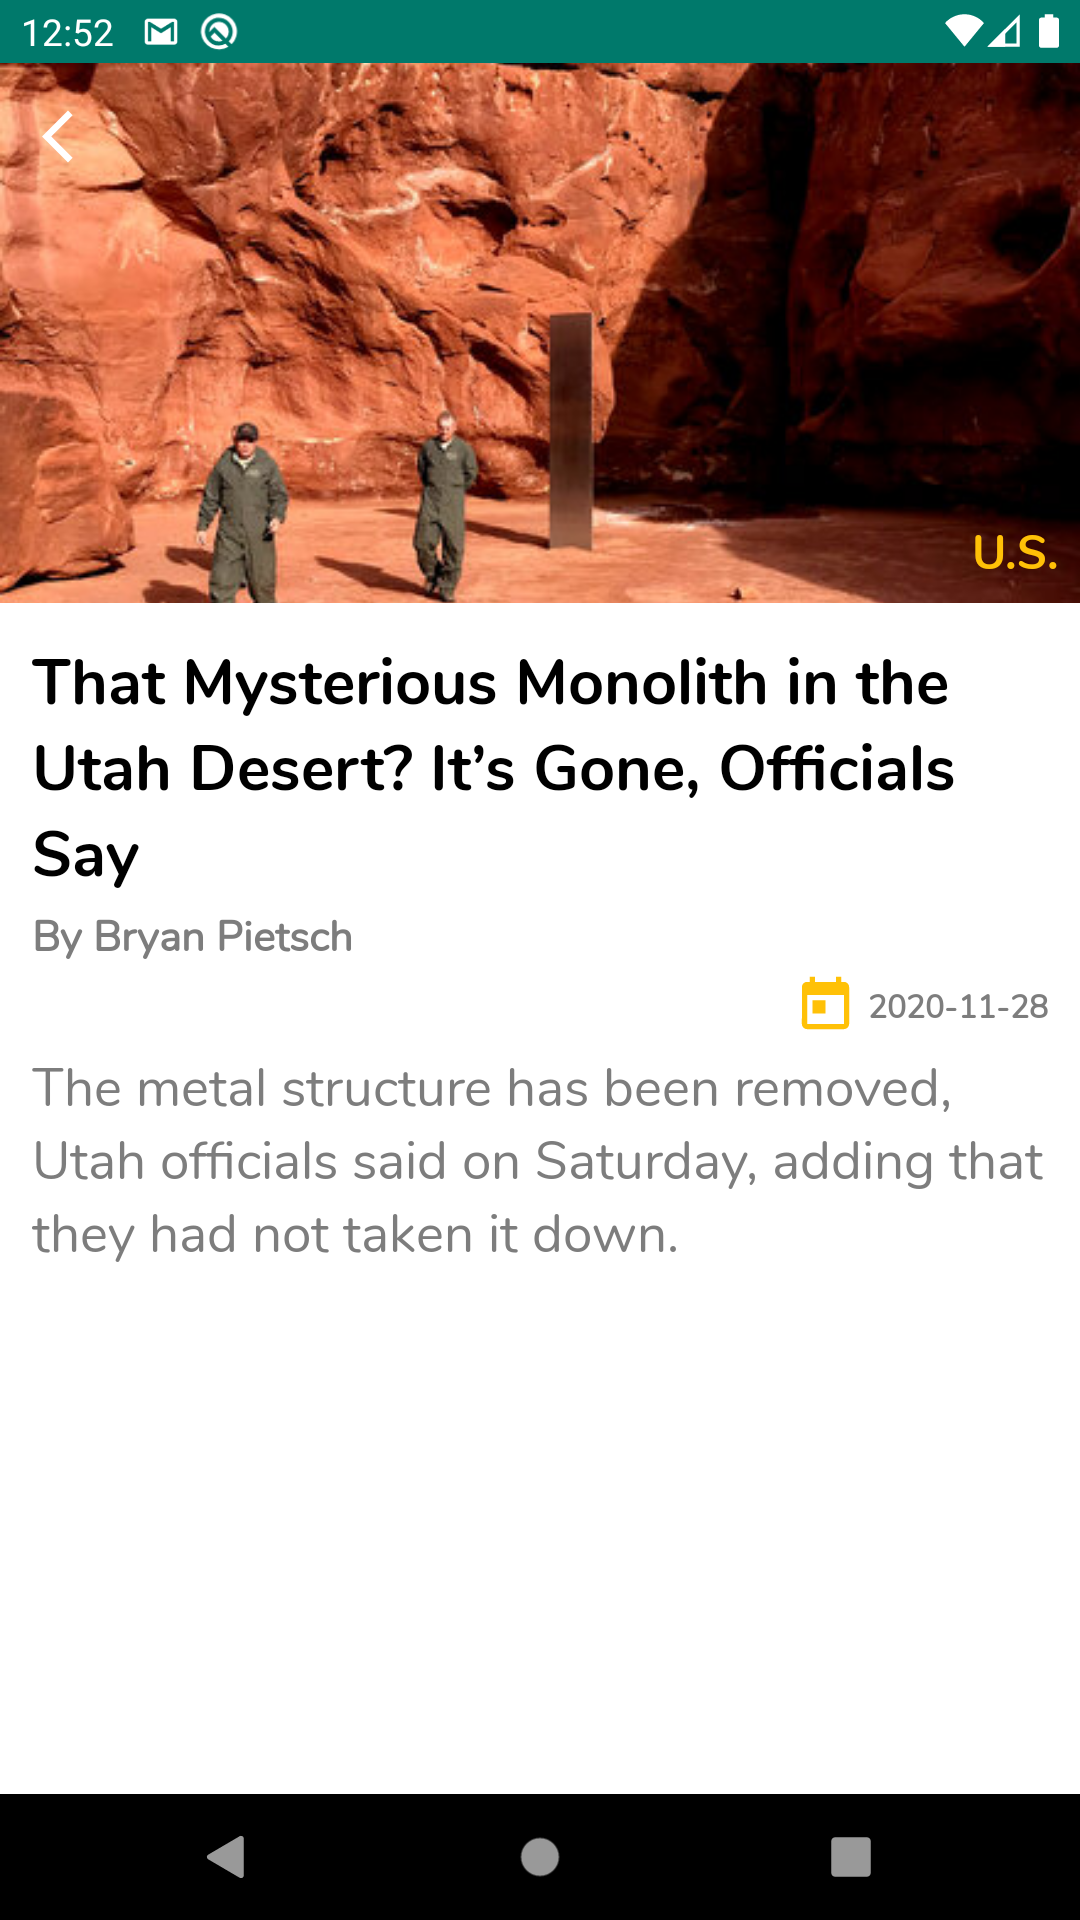 12:52
U.S.
That Mysterious Monolith in the
Utah Desert? It’s Gone, Officials
Say
By Bryan Pietsch
2020-11-28
The metal structure has been removed,
Utah officials said on Saturday, adding that
they had not taken it down.